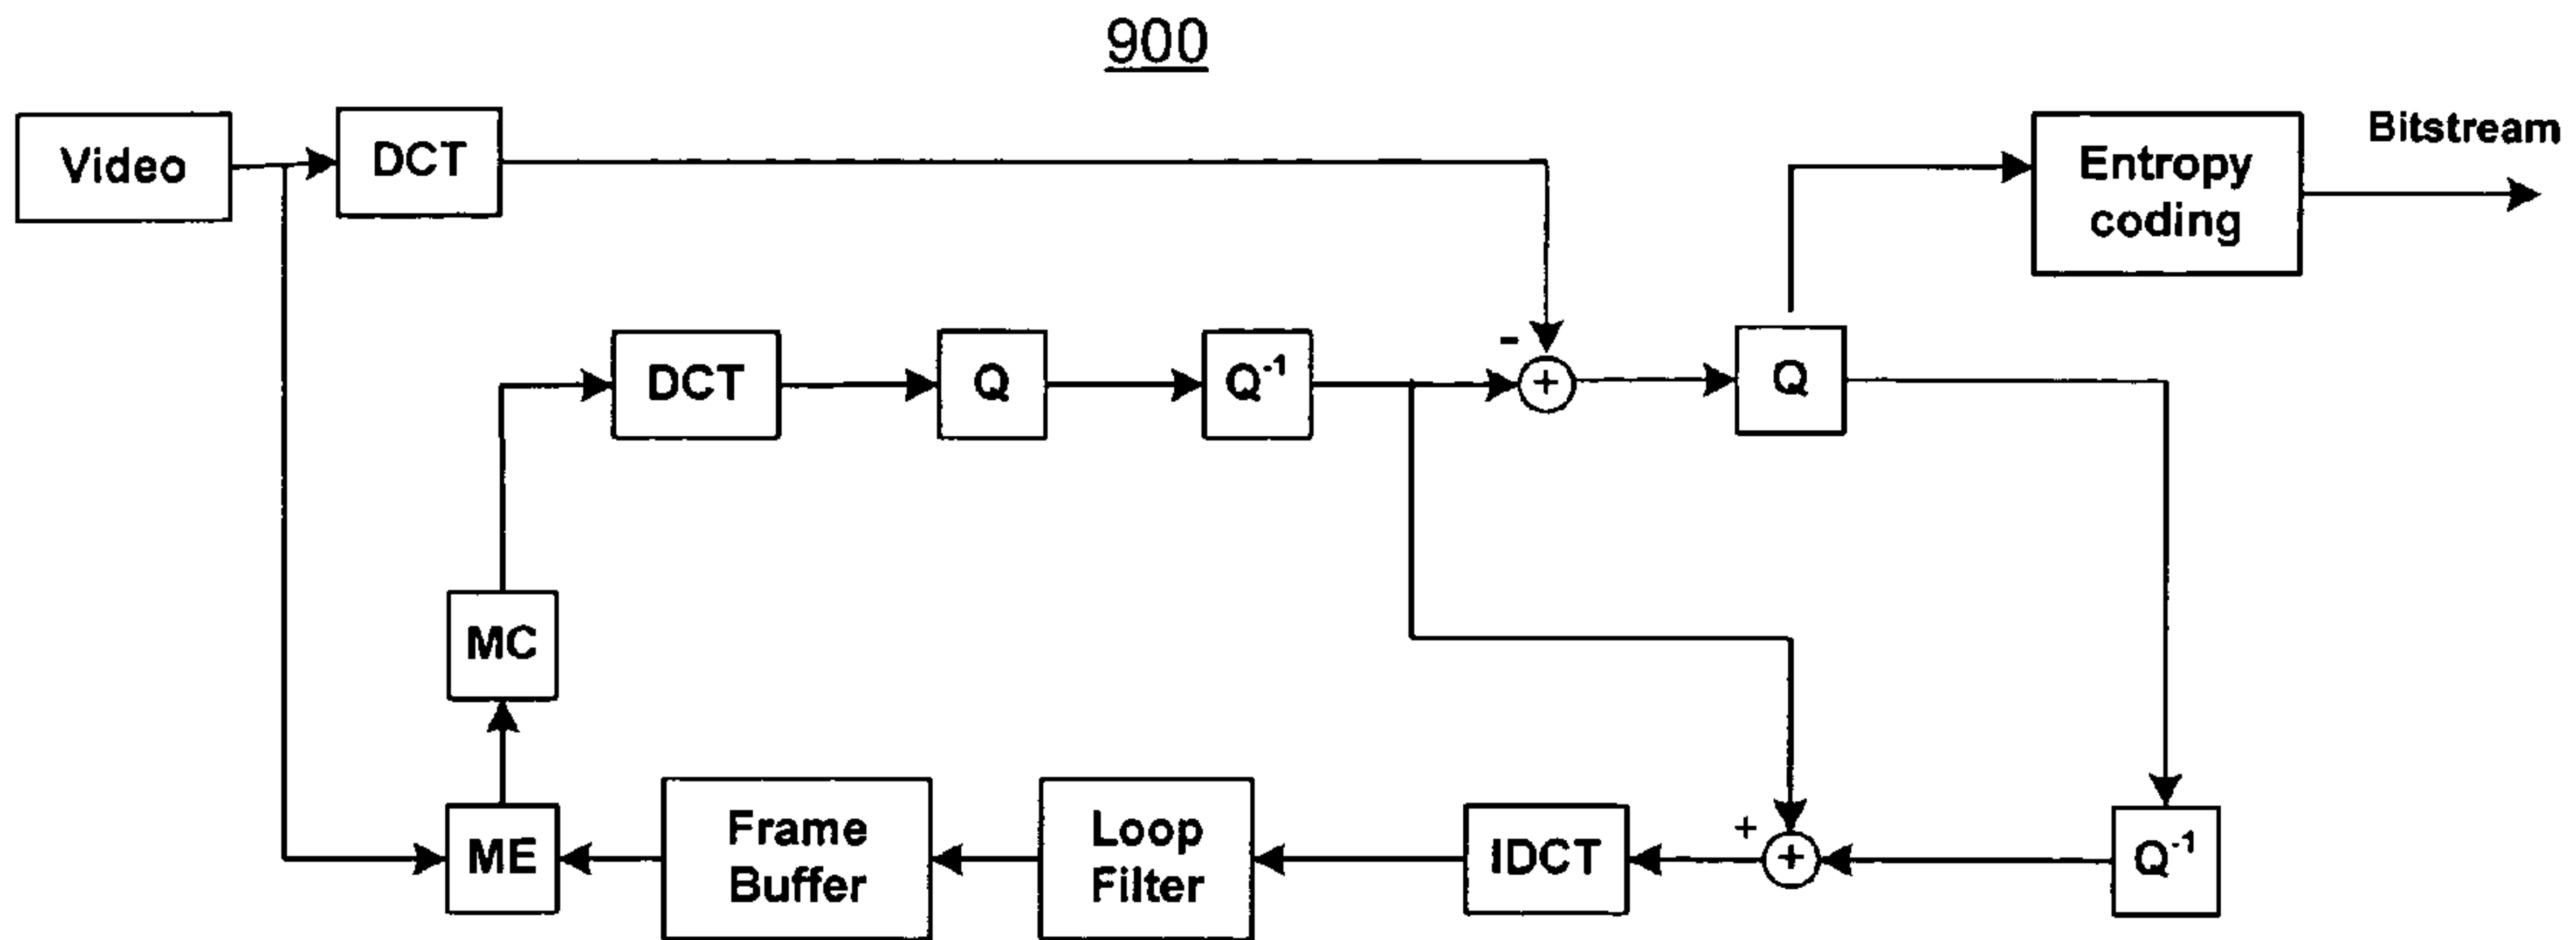 900
Video
DCT
Entropy
coding
Bitstream
DCT
Q
Q-1
-
+
Q
MC
ME
Frame
Buffer
Loop
Filter
IDCT
+
+
Q-1